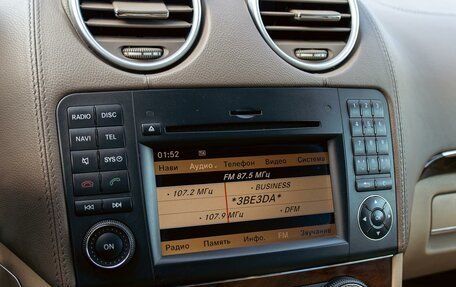 RADIO DISC
NAVI TEL
SYS
ON
01:52
Нави Аудио Телефон Видео Система
FM 87.5 МГц
107.2 МГц BUSINESS
*ЗВЕЗДА*
107.9 МГц DFM
Радио Память Инфо. FM Звучание